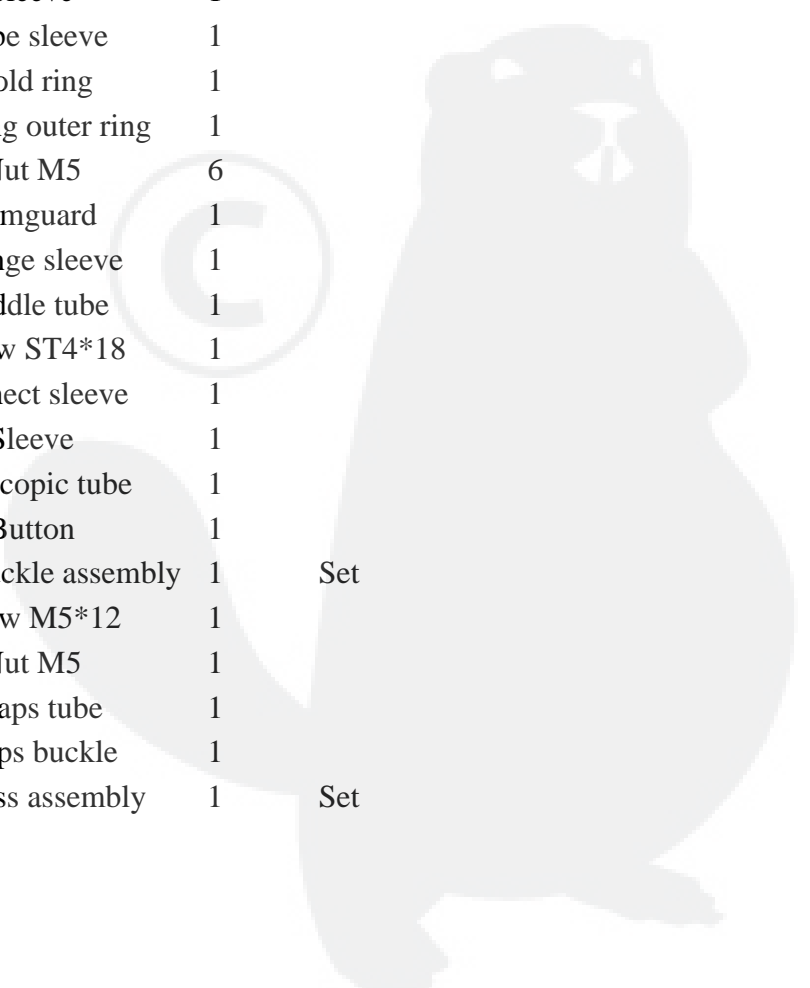 be sleeve 1
old ring 1
g outer ring 1
ut M5 6
mguard 1
ge sleeve 1
ddle tube 1
w ST4*18 1
nect sleeve 1
Sleeve 1
copic tube 1
Button 1
ckle assembly 1 Set
w M5*12 1
ut M5 1
aps tube 1
ps buckle 1
ss assembly 1 Set
©